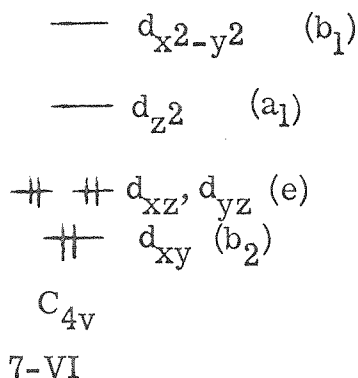 d_{x²-y²} (b₁)
d_{z²} (a₁)
d_{xz}, d_{yz} (e)
d_{xy} (b₂)
C_{4v}
7-VI